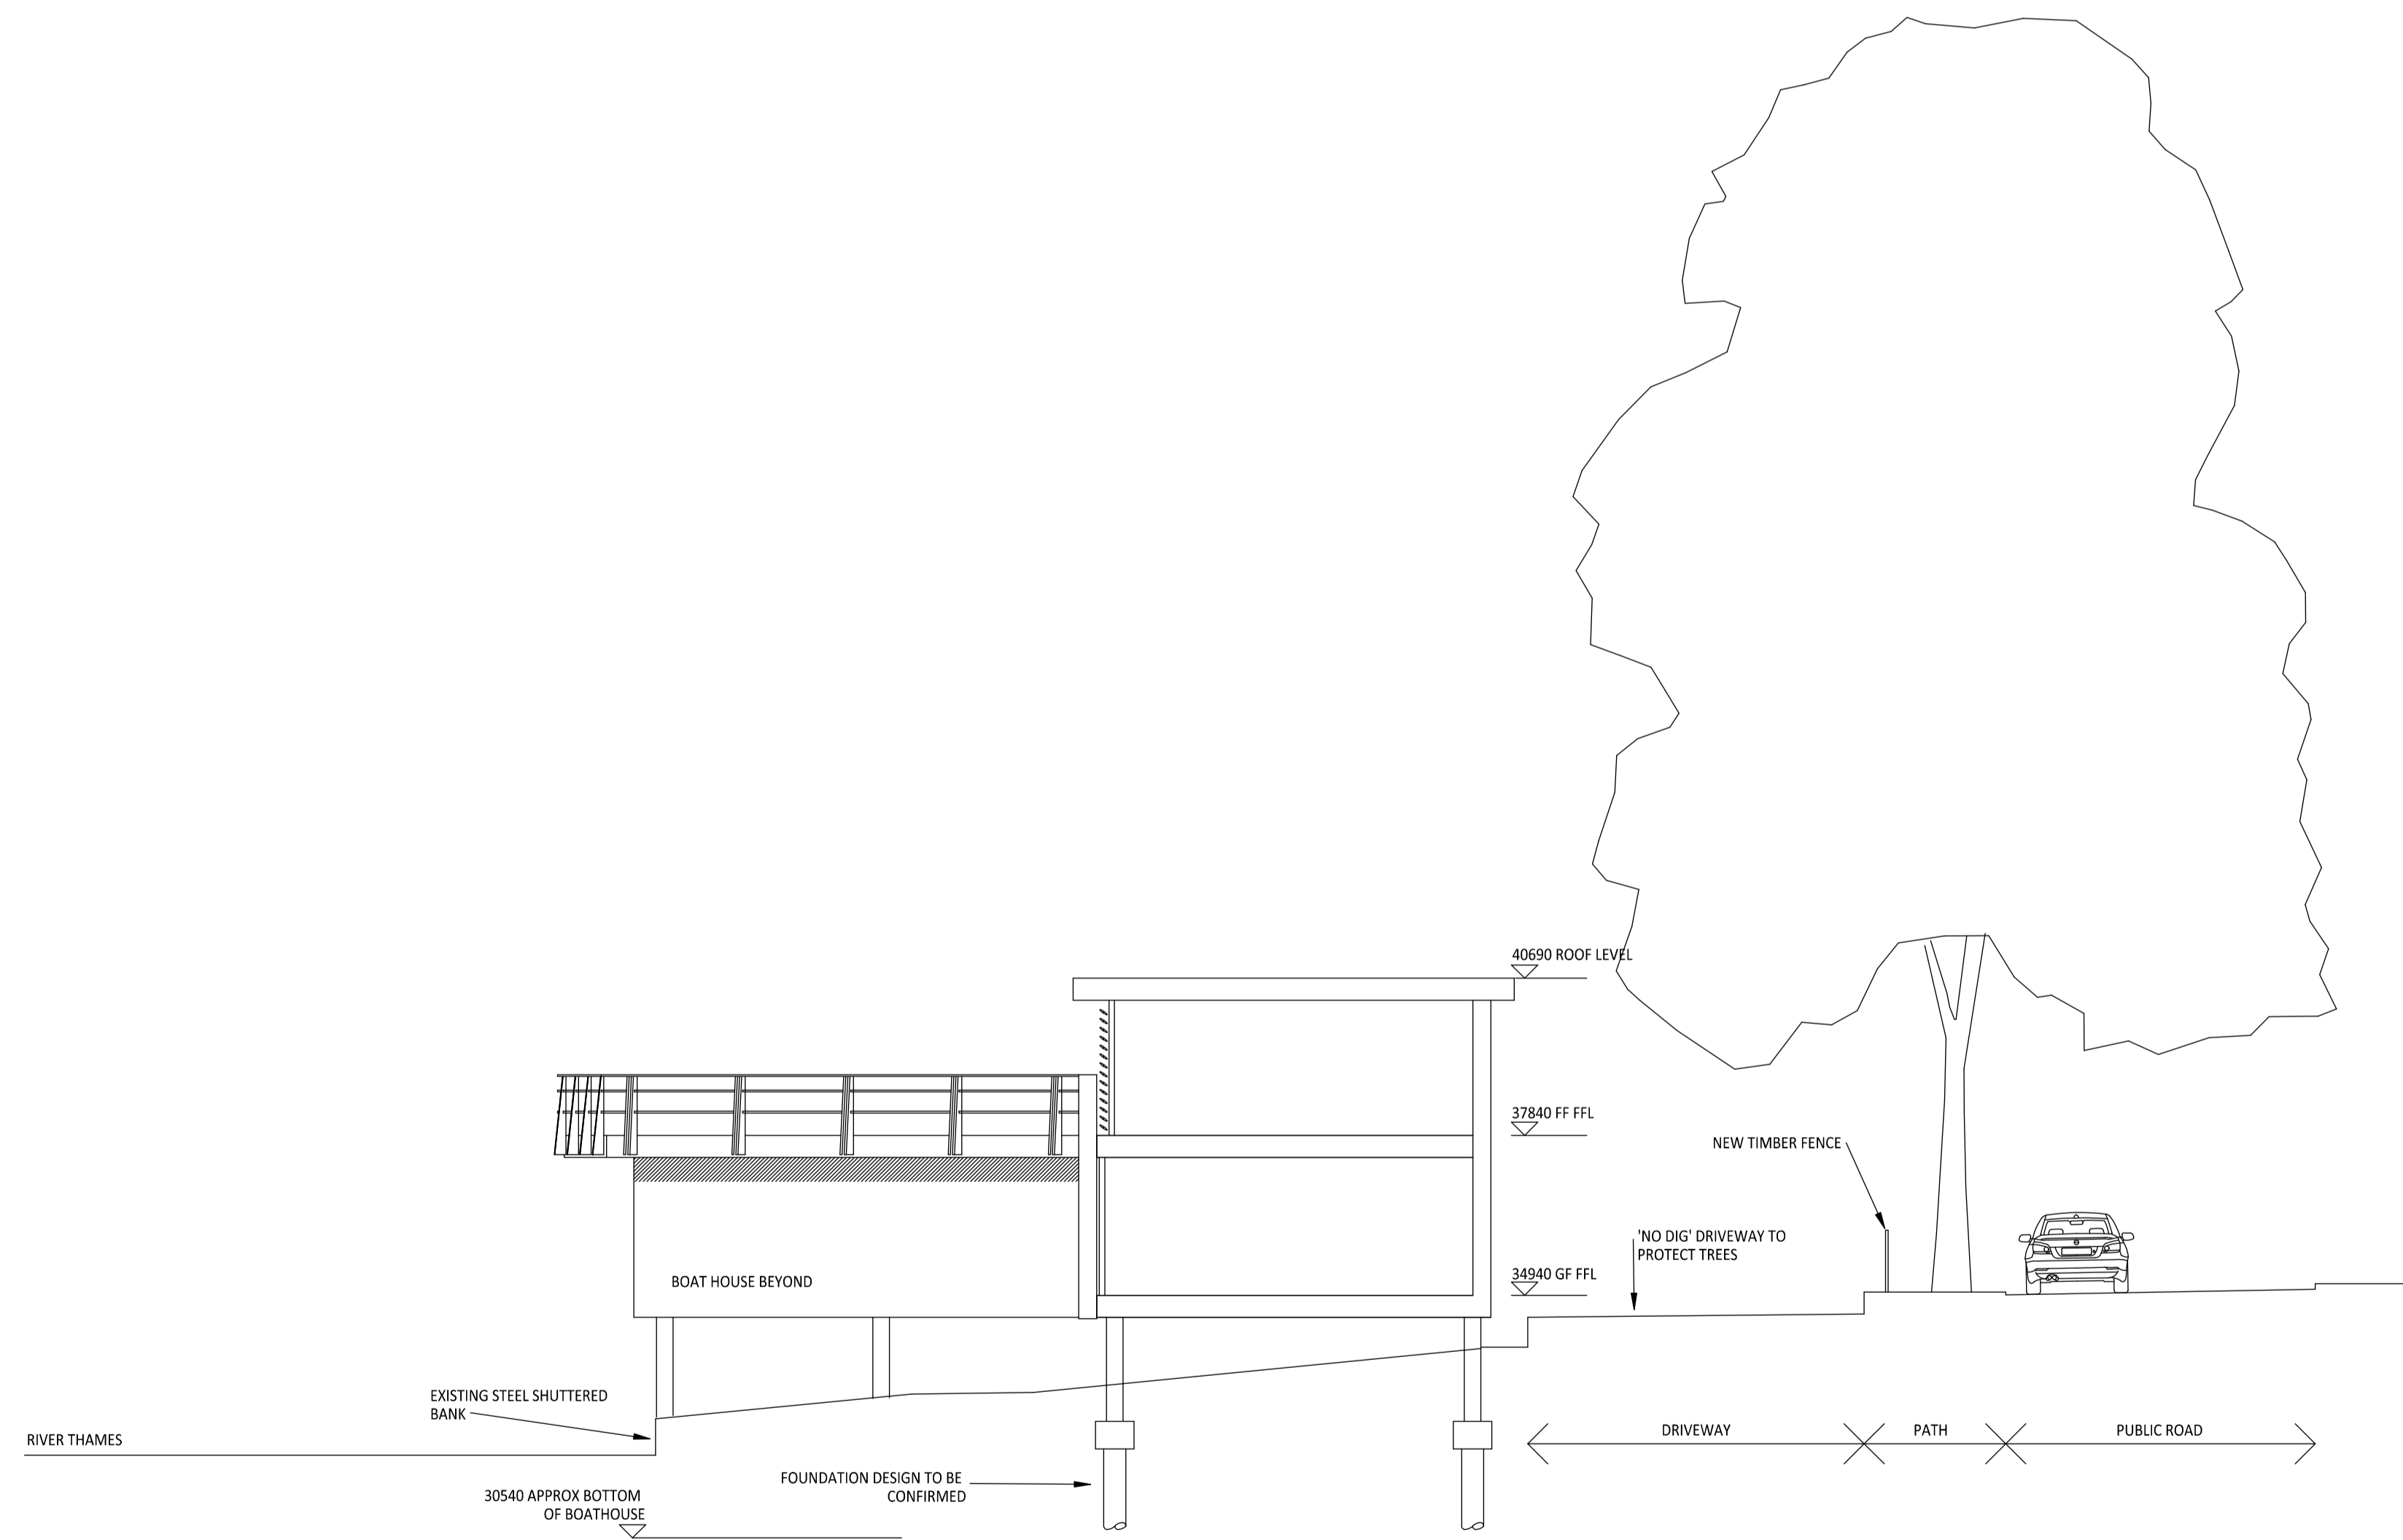 40690 ROOF LEVEL
37840 FF FFL
NEW TIMBER FENCE
'NO DIG' DRIVEWAY TO
PROTECT TREES
34940 GF FFL
BOAT HOUSE BEYOND
EXISTING STEEL SHUTTERED
BANK
RIVER THAMES
DRIVEWAY
PATH
PUBLIC ROAD
FOUNDATION DESIGN TO BE
CONFIRMED
30540 APPROX BOTTOM
OF BOATHOUSE